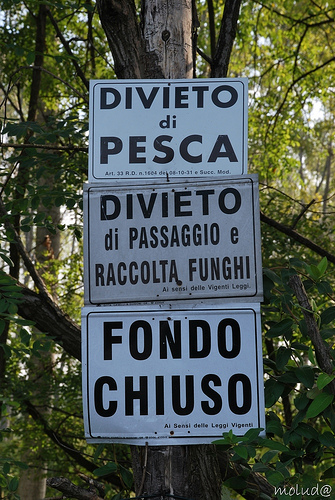 DIVIETO
di
PESCA
Art. 33 R.D. n.1604 del 08-10-31 e Succ. Mod.
DIVIETO
di PASSAGGIO e
RACCOLTA FUNGHI
Ai sensi delle Vigenti Leggi.
FONDO
CHIUSO
Ai Sensi delle Leggi Vigenti
molud@